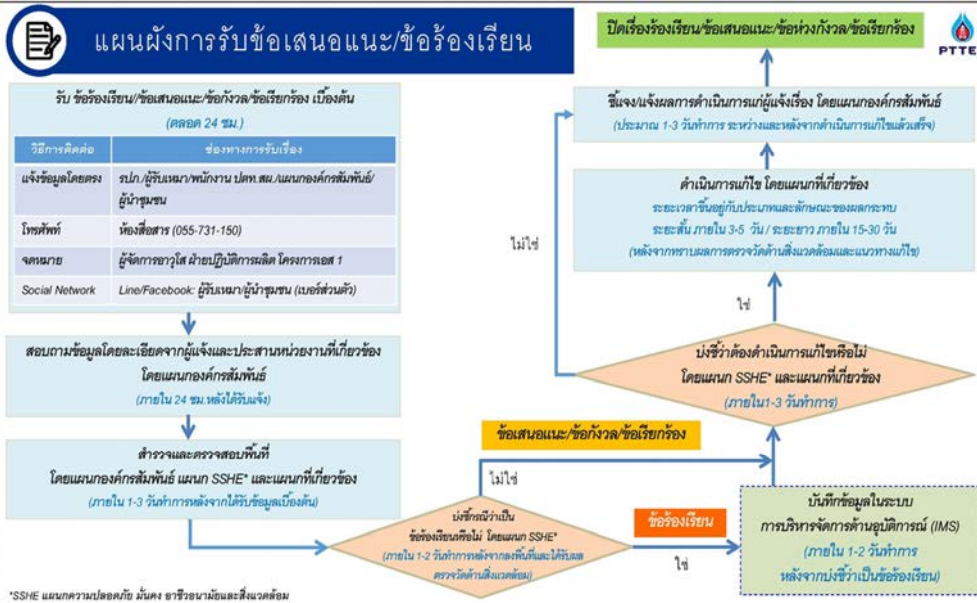 แผนผังการรับข้อเสนอแนะ/ข้อร้องเรียน
รับ ข้อร้องเรียน//ข้อเสนอแนะ/ข้อกังวล/ข้อเรียกร้อง เบื้องต้น
(ตลอด 24 ชม.)
วิธีการติดต่อ ช่องทางการรับเรื่อง
แจ้งข้อมูลโดยตรง รปภ./ผู้รับเหมา/พนักงาน ปตท.สผ./แผนกองค์กรสัมพันธ์/
ผู้นำชุมชน
โทรศัพท์ ห้องสื่อสาร (055-731-150)
จดหมาย ผู้จัดการอาวุโส ฝ่ายปฏิบัติการผลิต โครงการเอส 1
Social Network Line/Facebook: ผู้รับเหมา/ผู้นำชุมชน (เบอร์ส่วนตัว)
สอบถามข้อมูลโดยละเอียดจากผู้แจ้งและประสานหน่วยงานที่เกี่ยวข้อง
โดยแผนกองค์กรสัมพันธ์
(ภายใน 24 ชม.หลังได้รับแจ้ง)
สำรวจและตรวจสอบพื้นที่
โดยแผนกองค์กรสัมพันธ์ แผนก SSHE* และแผนกที่เกี่ยวข้อง
(ภายใน 1-3 วันทำการหลังจากได้รับข้อมูลเบื้องต้น)
บ่งชี้กรณีว่าเป็น
ข้อร้องเรียนหรือไม่ โดยแผนก SSHE*
(ภายใน 1-2 วันทำการหลังจากลงพื้นที่และได้รับผล
ตรวจวัดด้านสิ่งแวดล้อม)
ไม่ใช่
ข้อเสนอแนะ/ข้อกังวล/ข้อเรียกร้อง
ข้อร้องเรียน
ใช่
บันทึกข้อมูลในระบบ
การบริหารจัดการด้านอุบัติการณ์ (IMS)
(ภายใน 1-2 วันทำการ
หลังจากบ่งชี้ว่าเป็นข้อร้องเรียน)
บ่งชี้ว่าต้องดำเนินการแก้ไขหรือไม่
โดยแผนก SSHE* และแผนกที่เกี่ยวข้อง
(ภายใน1-3 วันทำการ)
ใช่
ไม่ใช่
ดำเนินการแก้ไข โดยแผนกที่เกี่ยวข้อง
ระยะเวลาขึ้นอยู่กับประเภทและลักษณะของผลกระทบ
ระยะสั้น ภายใน 3-5 วัน / ระยะยาว ภายใน 15-30 วัน
(หลังจากทราบผลการตรวจวัดด้านสิ่งแวดล้อมและแนวทางแก้ไข)
ชี้แจง/แจ้งผลการดำเนินการแก่ผู้แจ้งเรื่อง โดยแผนกองค์กรสัมพันธ์
(ประมาณ 1-3 วันทำการ ระหว่างและหลังจากดำเนินการแก้ไขแล้วเสร็จ)
ปิดเรื่องร้องเรียน/ข้อเสนอแนะ/ข้อห่วงกังวล/ข้อเรียกร้อง
PTTE
*SSHE แผนกความปลอดภัย มั่นคง อาชีวอนามัยและสิ่งแวดล้อม